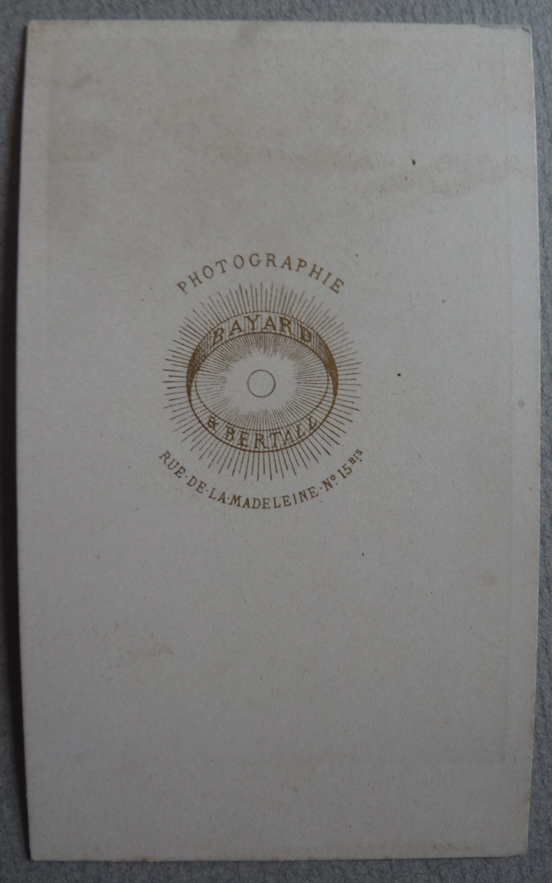 PHOTOGRAPHIE
BAYARD
& BERTALL
RUE·DE·LA·MADELEINE·Nº 15 BIS